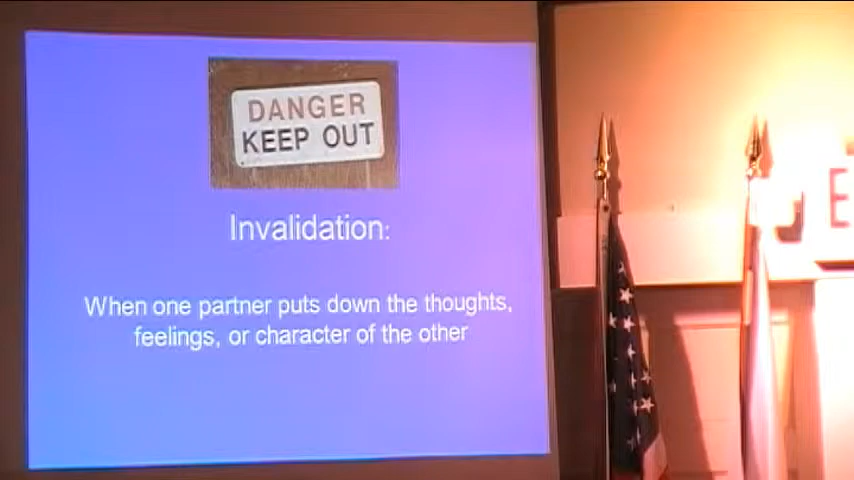 DANGER
KEEP OUT
Invalidation:
When one partner puts down the thoughts,
feelings, or character of the other
E